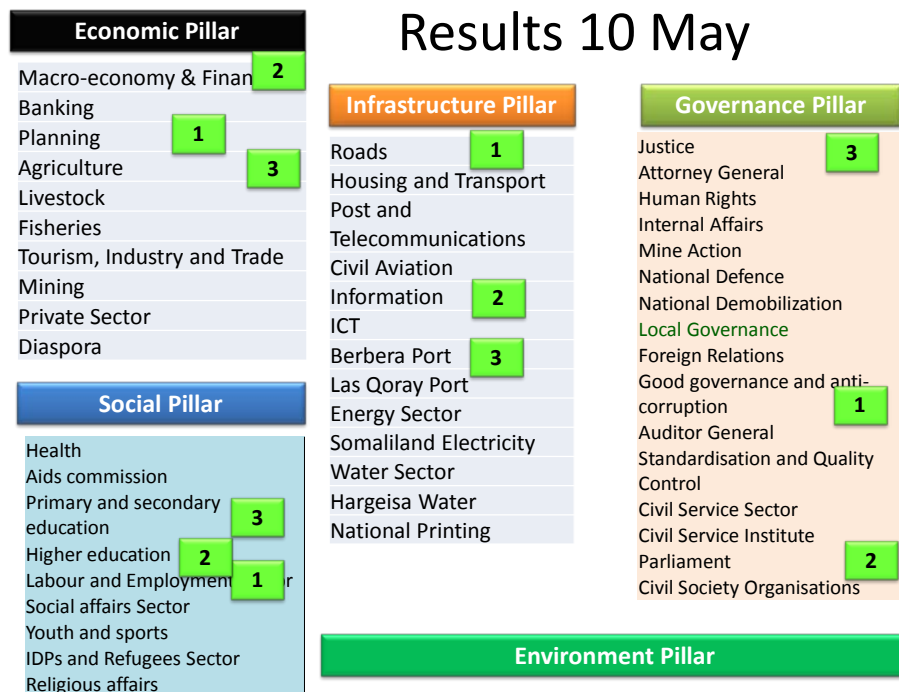 Results 10 May
Economic Pillar
Macro-economy & Finan 2
Banking
Planning 1
Agriculture 3
Livestock
Fisheries
Tourism, Industry and Trade
Mining
Private Sector
Diaspora
Social Pillar
Health
Aids commission
Primary and secondary
education 3
Higher education 2
Labour and Employment 1 r
Social affairs Sector
Youth and sports
IDPs and Refugees Sector
Religious affairs
Infrastructure Pillar
Roads 1
Housing and Transport
Post and
Telecommunications
Civil Aviation
Information 2
ICT
Berbera Port 3
Las Qoray Port
Energy Sector
Somaliland Electricity
Water Sector
Hargeisa Water
National Printing
Governance Pillar
Justice 3
Attorney General
Human Rights
Internal Affairs
Mine Action
National Defence
National Demobilization
Local Governance
Foreign Relations
Good governance and anti-
corruption 1
Auditor General
Standardisation and Quality
Control
Civil Service Sector
Civil Service Institute
Parliament 2
Civil Society Organisations
Environment Pillar